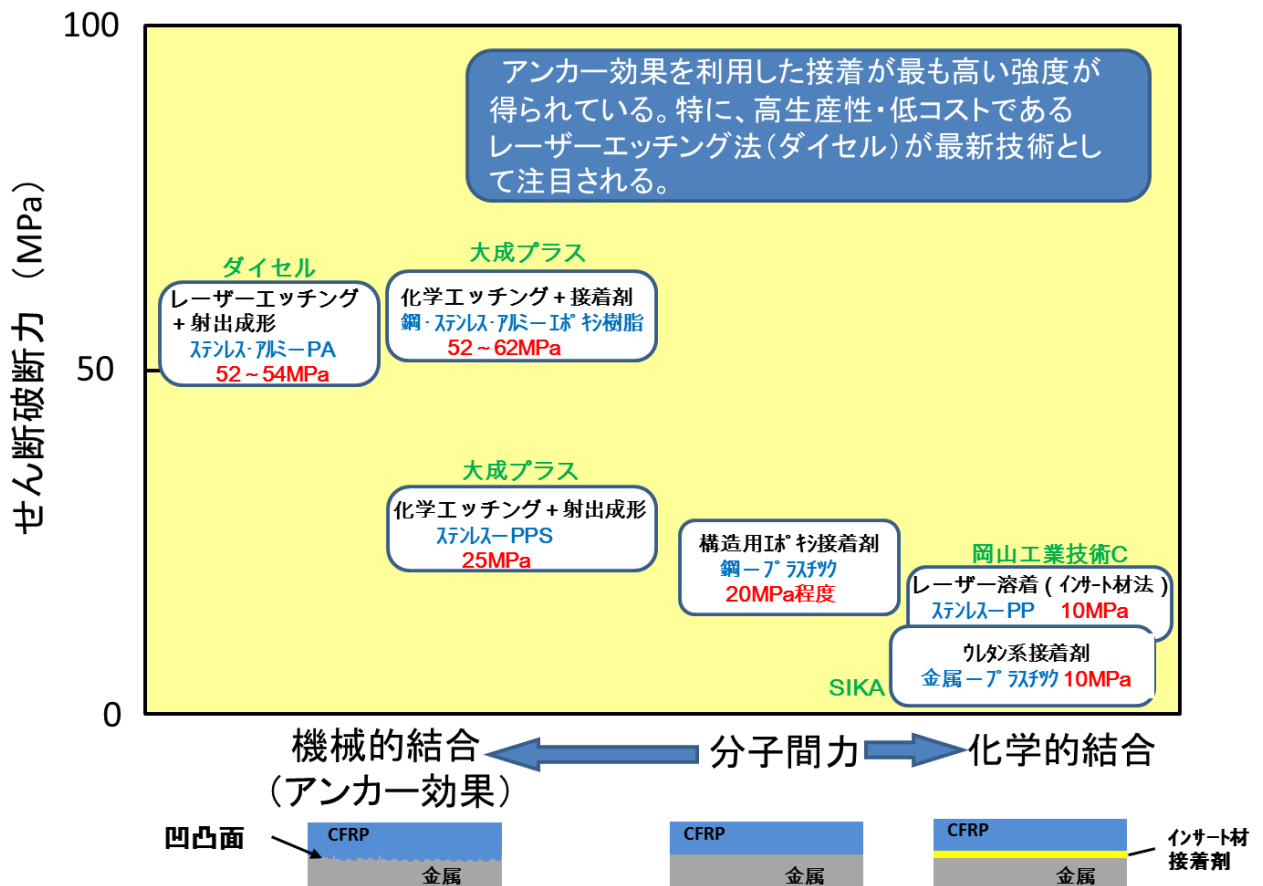 100
アンカー効果を利用した接着が最も高い強度が
得られている。特に、高生産性・低コストである
レーザーエッチング法(ダイセル)が最新技術とし
て注目される。
せん断破断力 (MPa)
ダイセル
レーザーエッチング
+射出成形
ステンレス・アルミーPA
52~54MPa
大成プラス
化学エッチング+接着剤
鋼・ステンレス・アルミーエポキシ樹脂
52~62MPa
50
大成プラス
化学エッチング+射出成形
ステンレスーPPS
25MPa
構造用エポキシ接着剤
鋼ープラスチツク
20MPa程度
岡山工業技術C
レーザー溶着(インサート材法)
ステンレスーPP 10MPa
ウレタン系接着剤
金属ープラスチツク10MPa
SIKA
0
機械的結合
(アンカー効果)
分子間力
化学的結合
凹凸面
CFRP
金属
CFRP
金属
CFRP
金属
インサート材
接着剤